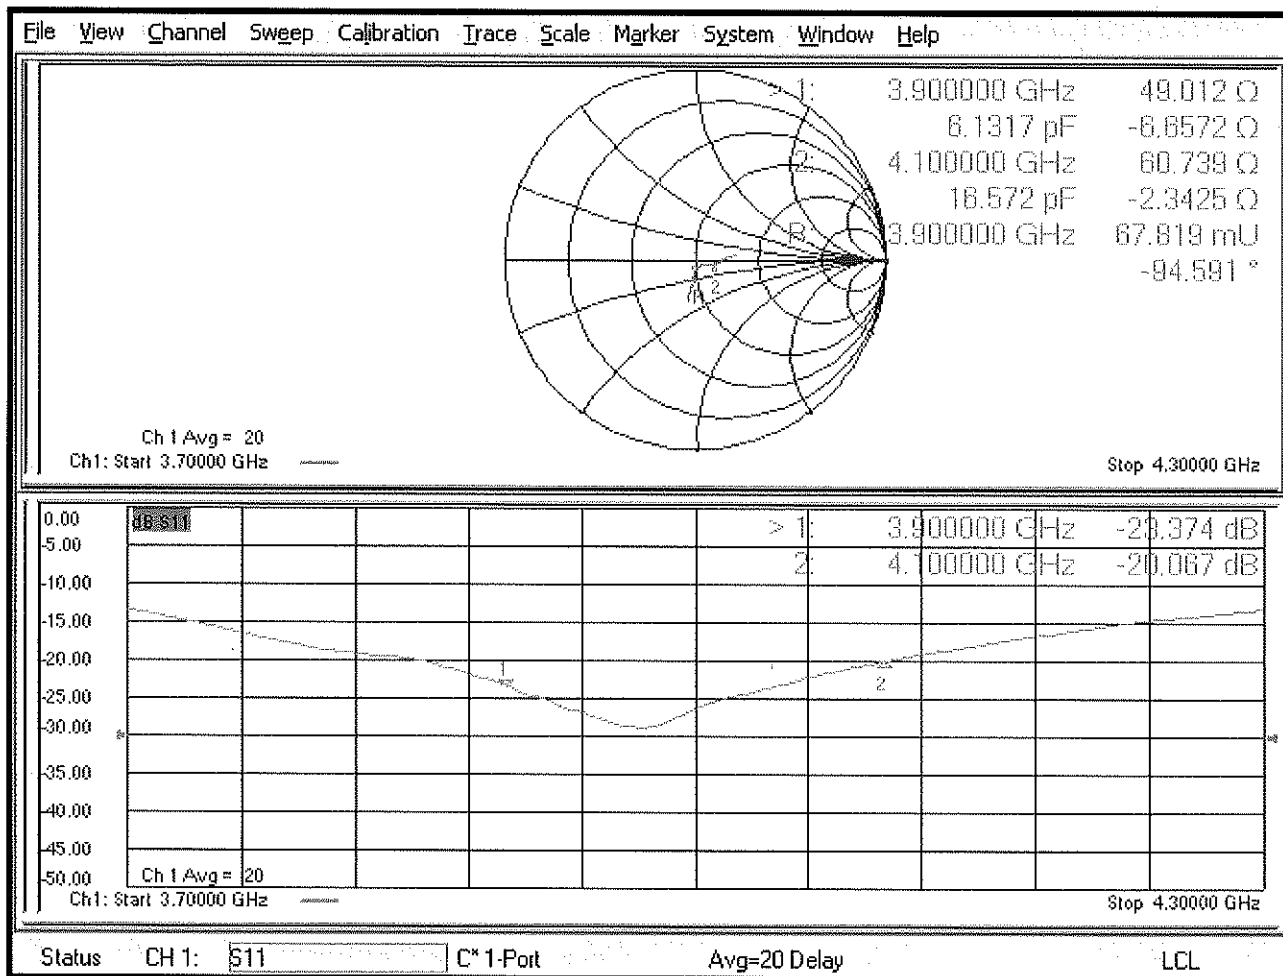 File View Channel Sweep Calibration Trace Scale Marker System Window Help
> 1: 3.900000 GHz 49.012 Ω
6.1317 pF -6.6572 Ω
2: 4.100000 GHz 60.739 Ω
16.572 pF -2.3425 Ω
R 3.900000 GHz 67.819 mU
-94.591 °
2
Ch 1 Avg = 20
Ch1: Start 3.70000 GHz
Stop 4.30000 GHz
0.00
dB S11
> 1: 3.900000 GHz -23.374 dB
-5.00
2: 4.100000 GHz -20.067 dB
-10.00
-15.00
-20.00
1
2
-25.00
-30.00
-35.00
-40.00
-45.00
-50.00
Ch 1 Avg = 20
Ch1: Start 3.70000 GHz
Stop 4.30000 GHz
Status CH 1: S11 C* 1-Port Avg=20 Delay LCL